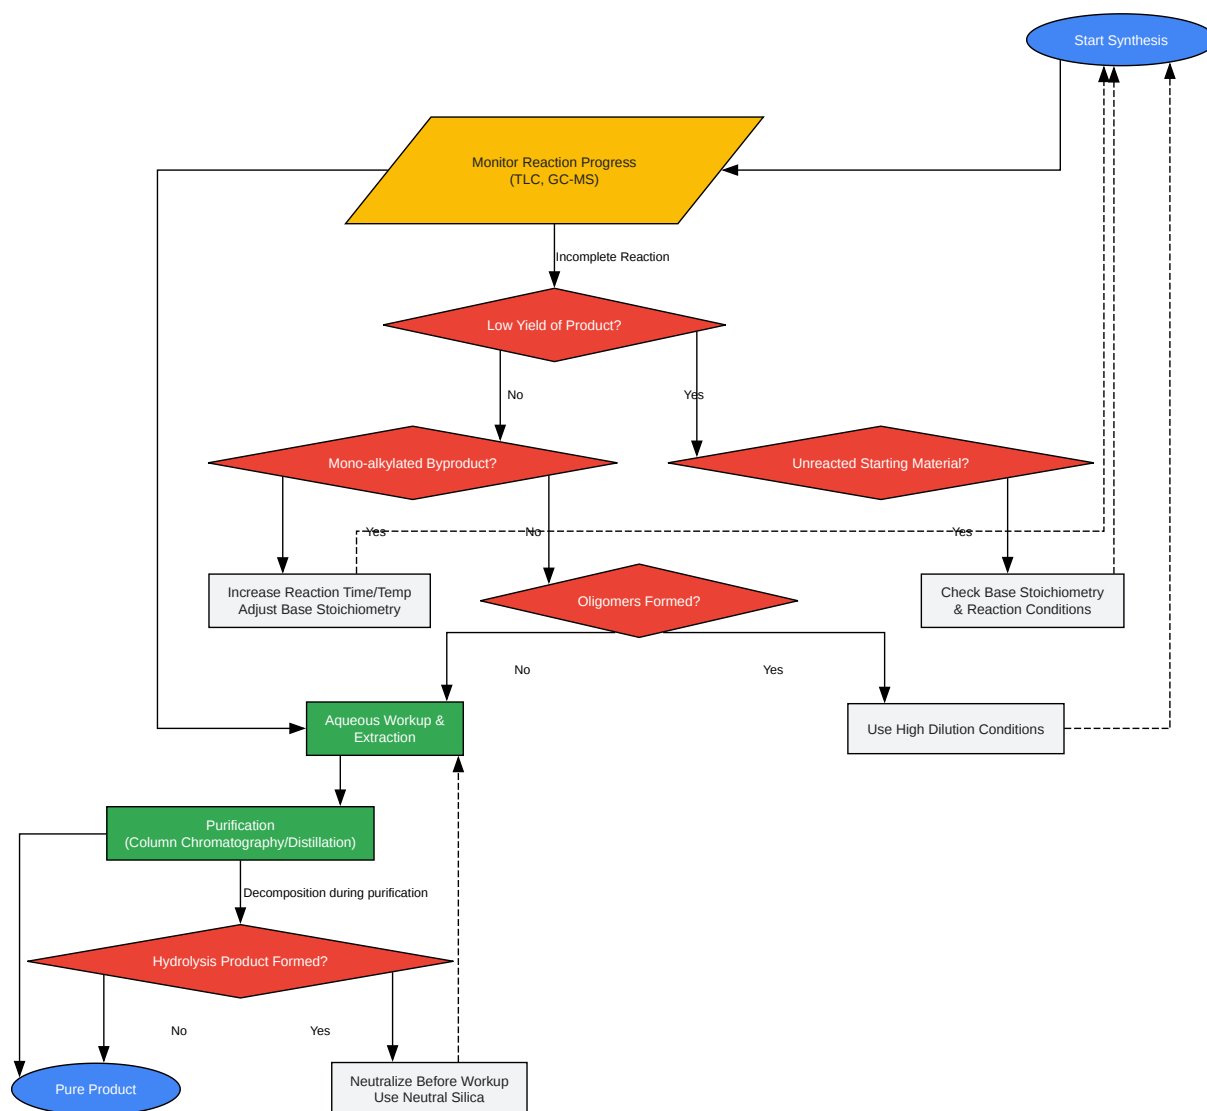 Start Synthesis
Monitor Reaction Progress
(TLC, GC-MS)
Incomplete Reaction
Low Yield of Product?
No
Yes
Mono-alkylated Byproduct?
Unreacted Starting Material?
Yes
No
Yes
Increase Reaction Time/Temp
Adjust Base Stoichiometry
Oligomers Formed?
Check Base Stoichiometry
& Reaction Conditions
No
Yes
Aqueous Workup &
Extraction
Use High Dilution Conditions
Purification
(Column Chromatography/Distillation)
Decomposition during purification
Hydrolysis Product Formed?
No
Yes
Pure Product
Neutralize Before Workup
Use Neutral Silica